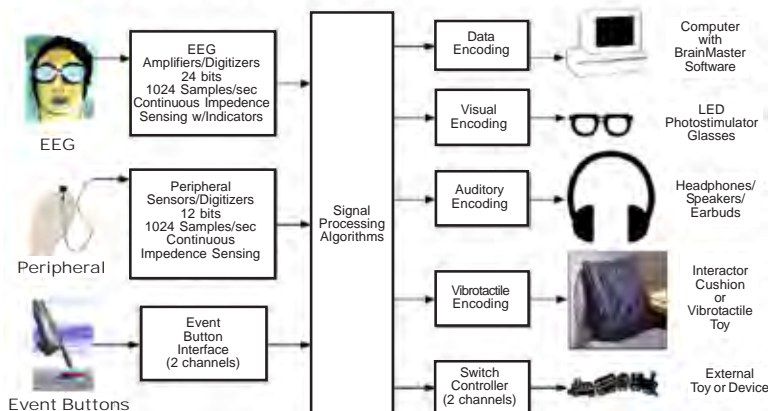 EEG
Amplifiers/Digitizers
24 bits
1024 Samples/sec
Continuous Impedence
Sensing w/Indicators
EEG
Peripheral
Sensors/Digitizers
12 bits
1024 Samples/sec
Continuous
Impedence Sensing
Peripheral
Event
Button
Interface
(2 channels)
Event Buttons
Signal
Processing
Algorithms
Data
Encoding
Computer
with
BrainMaster
Software
Visual
Encoding
LED
Photostimulator
Glasses
Auditory
Encoding
Headphones/
Speakers/
Earbuds
Vibrotactile
Encoding
Interactor
Cushion
or
Vibrotactile
Toy
Switch
Controller
(2 channels)
External
Toy or Device